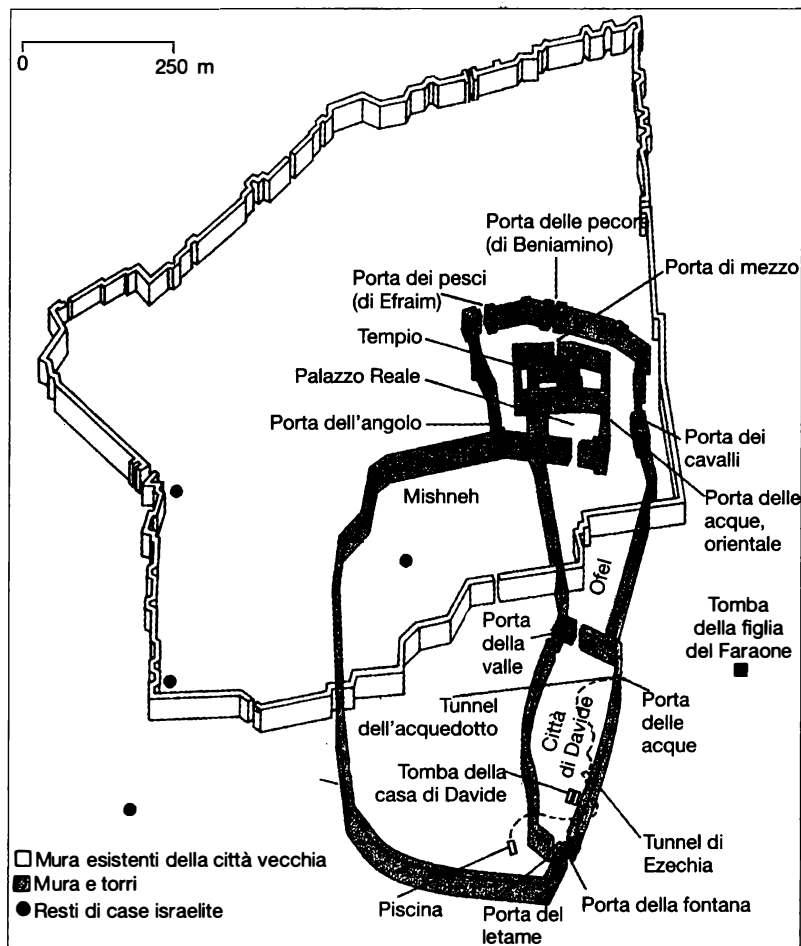 0 250 m
Porta delle pecore
(di Beniamino)
Porta di mezzo
Porta dei pesci
(di Efraim)
Tempio
Palazzo Reale
Porta dell'angolo
Porta dei
cavalli
Mishneh
Porta delle
acque,
orientale
Ofel
Tomba
della figlia
del Faraone
Porta
della
valle
Tunnel
dell'acquedotto
Porta
delle
acque
Città
di Davide
Tomba della
casa di Davide
Tunnel di
Ezechia
Mura esistenti della città vecchia
Mura e torri
Resti di case israelite
Piscina
Porta del
letame
Porta della fontana